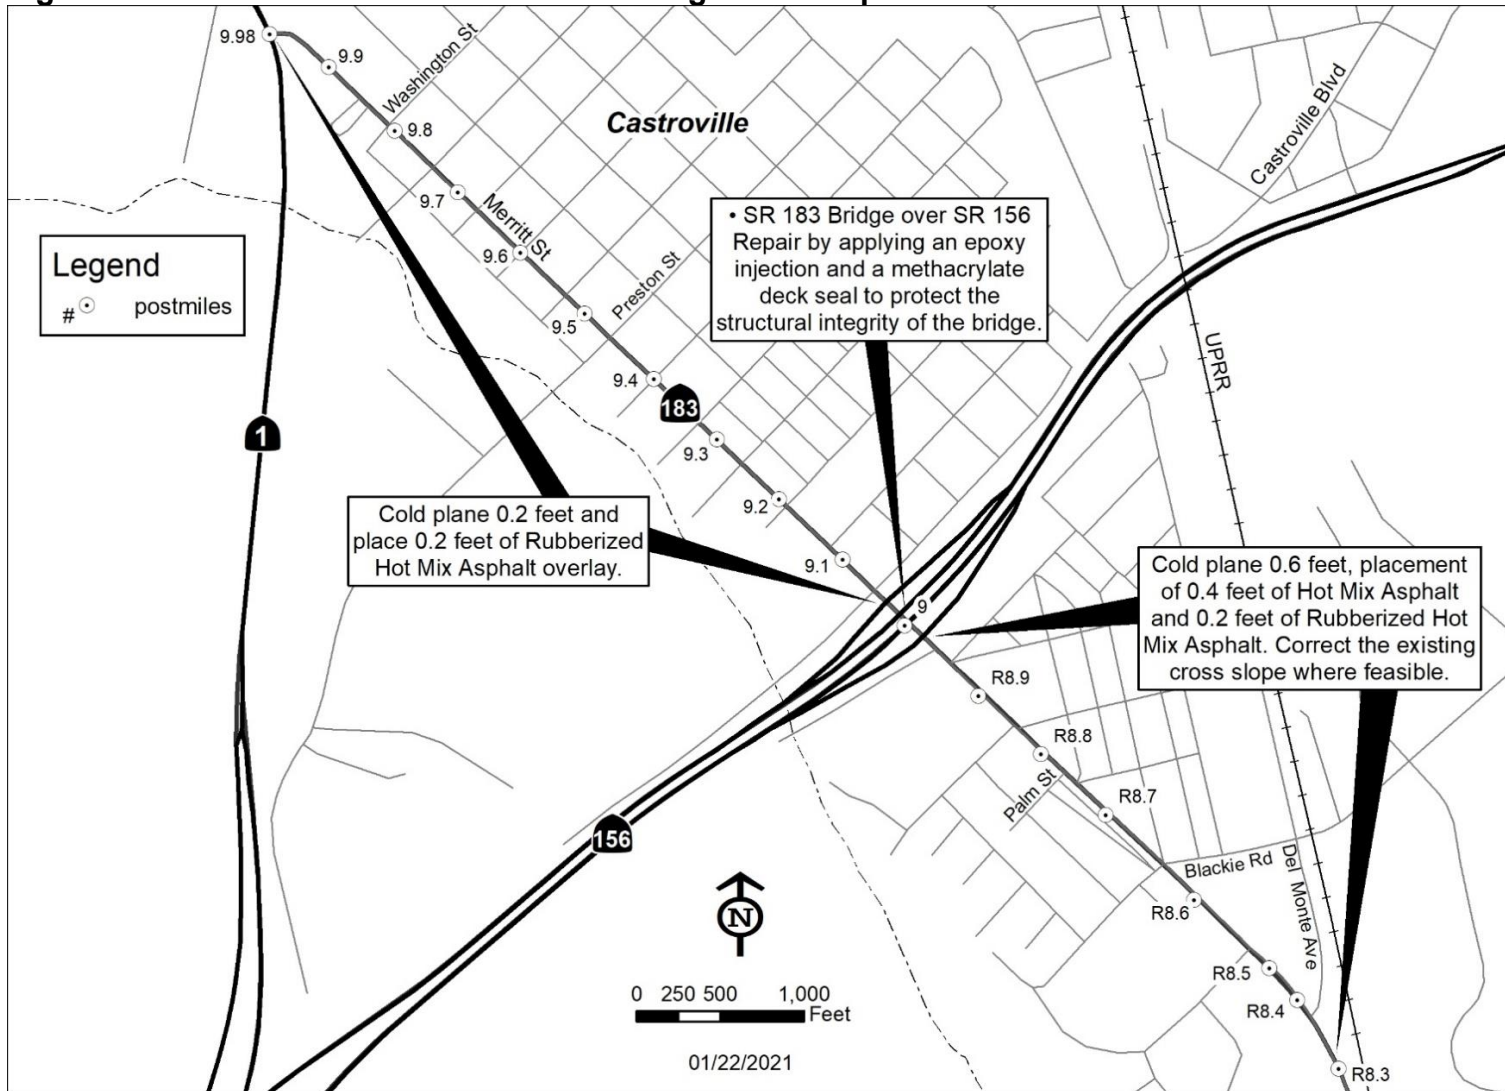 9.98
9.9
Washington St
9.8
Castroville
Castroville Blvd
9.7
Merritt St
9.6
Preston St
9.5
9.4
183
9.3
9.2
9.1
9
Legend
# postmiles
• SR 183 Bridge over SR 156
Repair by applying an epoxy
injection and a methacrylate
deck seal to protect the
structural integrity of the bridge.
UPRR
1
Cold plane 0.2 feet and
place 0.2 feet of Rubberized
Hot Mix Asphalt overlay.
Cold plane 0.6 feet, placement
of 0.4 feet of Hot Mix Asphalt
and 0.2 feet of Rubberized Hot
Mix Asphalt. Correct the existing
cross slope where feasible.
R8.9
R8.8
Palm St
R8.7
156
Blackie Rd
Del Monte Ave
R8.6
R8.5
R8.4
R8.3
N
0 250 500 1,000
Feet
01/22/2021